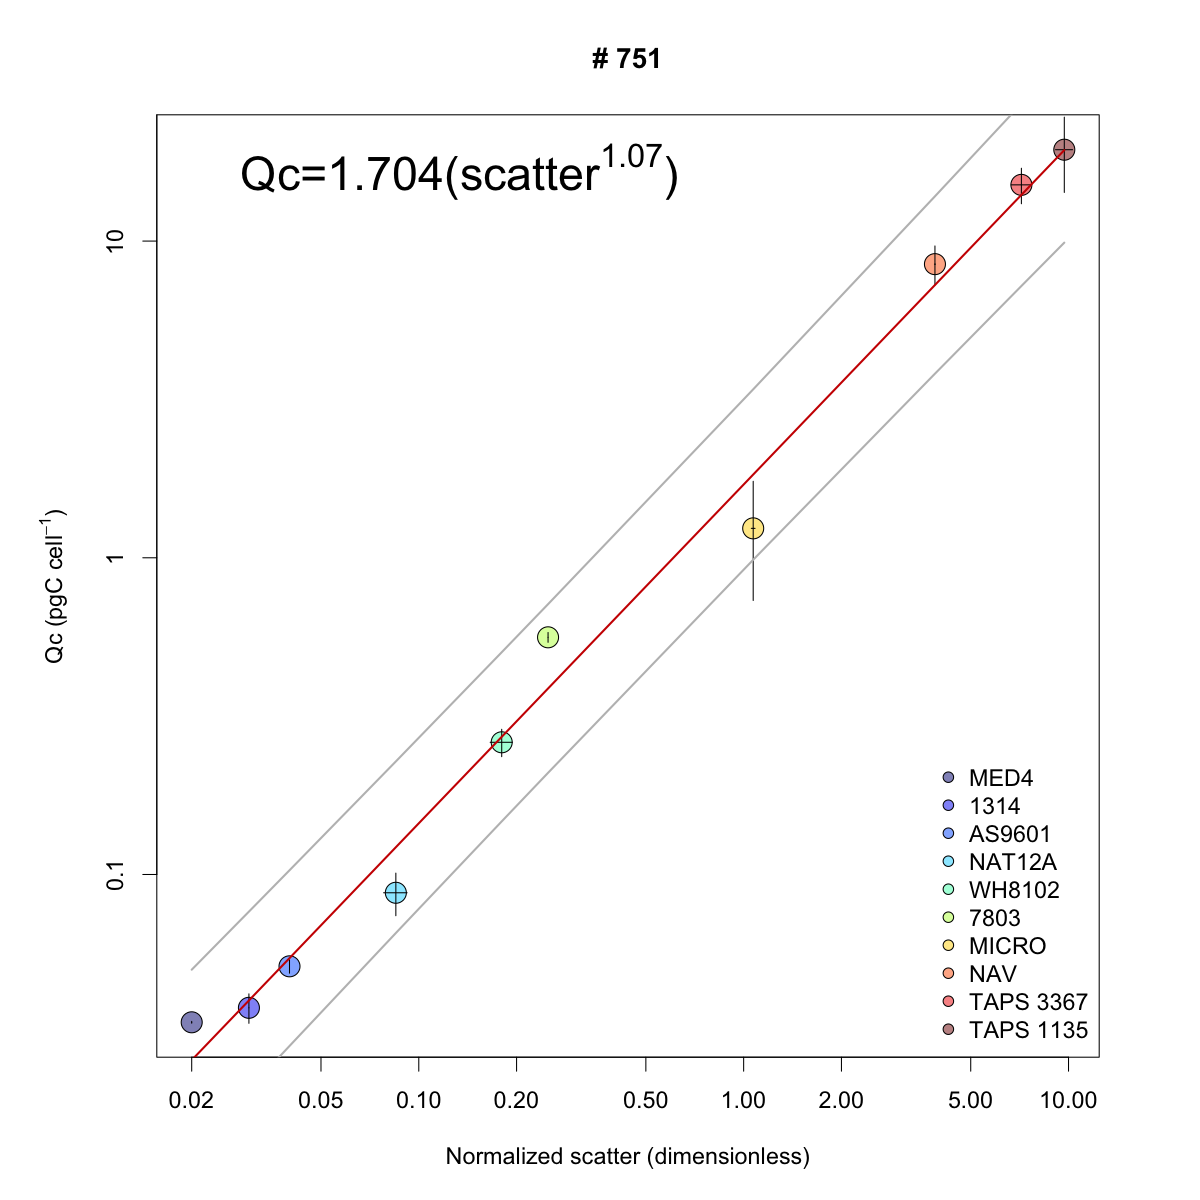 # 751
Qc=1.704(scatter^1.07)
10
1
0.1
Qc (pgC cell⁻¹)
MED4
1314
AS9601
NAT12A
WH8102
7803
MICRO
NAV
TAPS 3367
TAPS 1135
0.02 0.05 0.10 0.20 0.50 1.00 2.00 5.00 10.00
Normalized scatter (dimensionless)